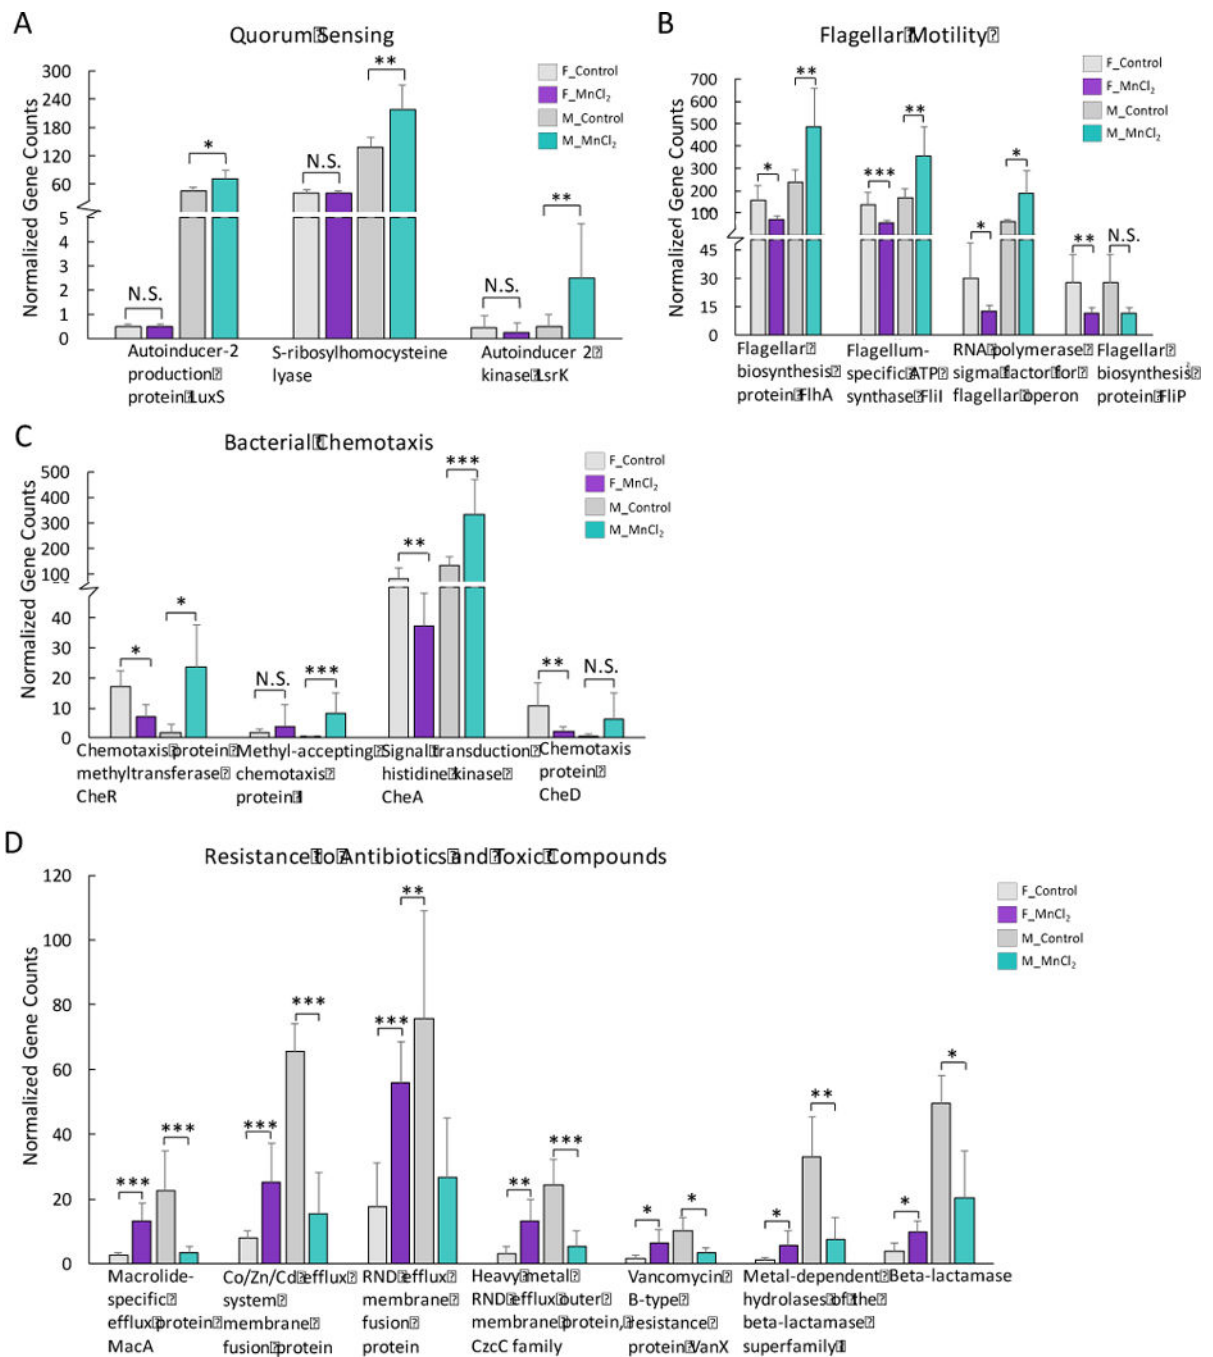 A
Quorum Sensing
Normalized Gene Counts
300
240
180
120
60
5
4
3
2
1
0
N.S.
*
N.S.
**
N.S.
**
F_Control
F_MnCl₂
M_Control
M_MnCl₂
Autoinducer-2
production
protein LuxS
S-ribosylhomocysteine
lyase
Autoinducer 2
kinase LsrK
B
Flagellar Motility
Normalized Gene Counts
700
600
500
400
300
200
100
45
30
15
0
*
**
***
**
*
*
**
N.S.
F_Control
F_MnCl₂
M_Control
M_MnCl₂
Flagellar
biosynthesis
protein FlhA
Flagellum-
specific ATP
synthase FliI
RNA polymerase
sigma factor for
flagellar operon
Flagellar
biosynthesis
protein FliP
C
Bacterial Chemotaxis
Normalized Gene Counts
500
400
300
200
100
40
30
20
10
0
*
*
N.S.
***
**
***
**
N.S.
F_Control
F_MnCl₂
M_Control
M_MnCl₂
Chemotaxis protein
methyltransferase
CheR
Methyl-accepting
chemotaxis
protein I
Signal transduction
histidine kinase
CheA
Chemotaxis
protein
CheD
D
Resistance to Antibiotics and Toxic Compounds
Normalized Gene Counts
120
100
80
60
40
20
0
***
***
***
***
***
**
**
***
*
*
*
**
*
*
F_Control
F_MnCl₂
M_Control
M_MnCl₂
Macrolide-
specific
efflux protein
MacA
Co/Zn/Cd efflux
system
membrane
fusion protein
RND efflux
membrane
fusion
protein
Heavy metal
RND efflux outer
membrane protein,
CzcC family
Vancomycin
B-type
resistance
protein VanX
Metal-dependent
hydrolases of the
beta-lactamase
superfamily I
Beta-lactamase